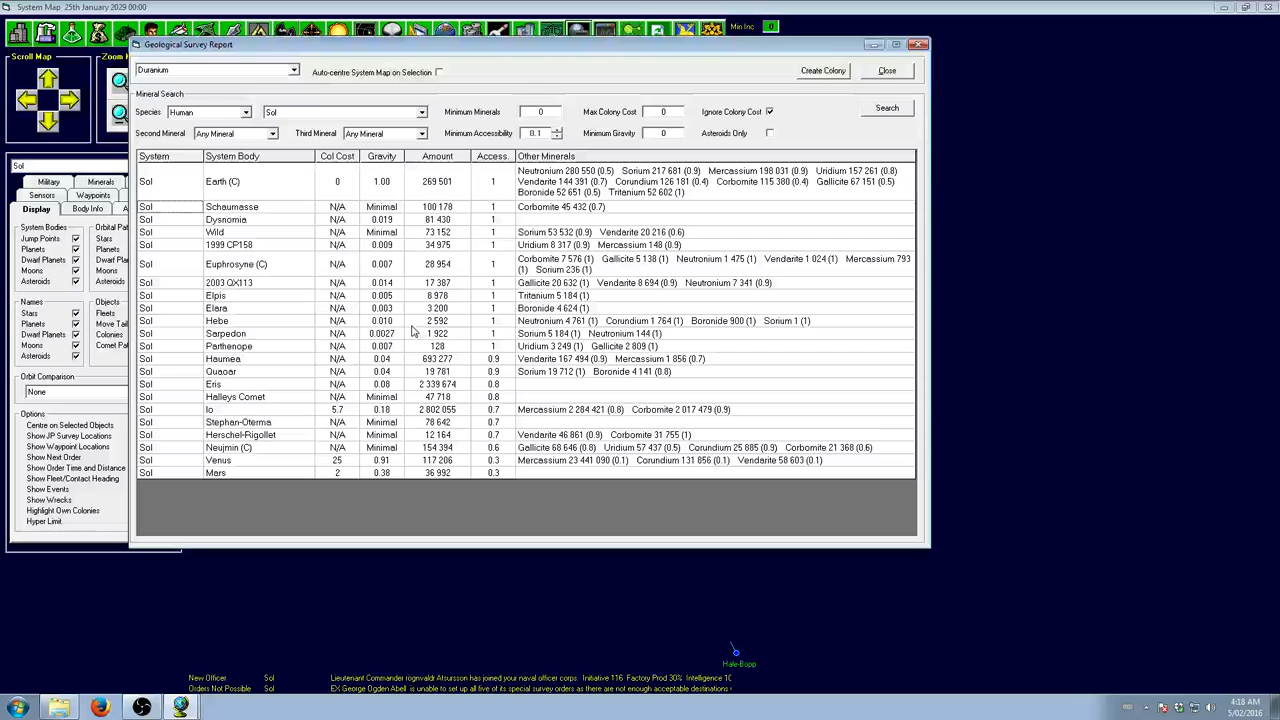 System Map  25th January 2029 00:00
Min Inc 0
Scroll Map
Zoom M
Geological Survey Report
Duranium
Auto-centre System Map on Selection
Create Colony
Close
Mineral Search
Species Human Sol Minimum Minerals 0 Max Colony Cost 0 Ignore Colony Cost Search
Second Mineral Any Mineral Third Mineral Any Mineral Minimum Accessibility 0.1 Minimum Gravity 0 Asteroids Only
System System Body Col Cost Gravity Amount Access. Other Minerals
Sol Earth (C) 0 1.00 269 501 1 Neutronium 280 550 (0.5) Sorium 217 681 (0.9) Mercassium 198 031 (0.9) Uridium 157 261 (0.8)
Vendarite 144 391 (0.7) Corundium 126 181 (0.4) Corbomite 115 380 (0.4) Gallicite 67 151 (0.5)
Boronide 52 651 (0.5) Tritanium 52 602 (1)
Sol Schaumasse N/A Minimal 100 178 1 Corbomite 45 432 (0.7)
Sol Dysnomia N/A 0.019 81 430 1
Sol Wild N/A Minimal 73 152 1 Sorium 53 532 (0.9) Vendarite 20 216 (0.6)
Sol 1999 CP158 N/A 0.009 34 975 1 Uridium 8 317 (0.9) Mercassium 148 (0.9)
Sol Euphrosyne (C) N/A 0.007 28 954 1 Corbomite 7 576 (1) Gallicite 5 138 (1) Neutronium 1 475 (1) Vendarite 1 024 (1) Mercassium 793
(1) Sorium 236 (1)
Sol 2003 QX113 N/A 0.014 17 387 1 Gallicite 20 632 (1) Vendarite 8 694 (0.9) Neutronium 7 341 (0.9)
Sol Elpis N/A 0.005 8 978 1 Tritanium 5 184 (1)
Sol Elara N/A 0.003 3 200 1 Boronide 4 624 (1)
Sol Hebe N/A 0.010 2 592 1 Neutronium 4 761 (1) Corundium 1 764 (1) Boronide 900 (1) Sorium 1 (1)
Sol Sarpedon N/A 0.0027 1 922 1 Sorium 5 184 (1) Neutronium 144 (1)
Sol Parthenope N/A 0.007 128 1 Uridium 3 249 (1) Gallicite 2 809 (1)
Sol Haumea N/A 0.04 693 277 0.9 Vendarite 167 494 (0.9) Mercassium 1 856 (0.7)
Sol Quaoar N/A 0.04 19 781 0.9 Sorium 19 712 (1) Boronide 4 141 (0.8)
Sol Eris N/A 0.08 2 339 674 0.8
Sol Halleys Comet N/A Minimal 47 718 0.8
Sol Io 5.7 0.18 2 802 055 0.7 Mercassium 2 284 421 (0.8) Corbomite 2 017 479 (0.9)
Sol Stephan-Oterma N/A Minimal 78 642 0.7
Sol Herschel-Rigollet N/A Minimal 12 164 0.7 Vendarite 46 861 (0.9) Corbomite 31 755 (1)
Sol Neujmin (C) N/A Minimal 154 394 0.6 Gallicite 68 646 (0.8) Uridium 57 437 (0.5) Corundium 25 885 (0.9) Corbomite 21 368 (0.6)
Sol Venus 25 0.91 117 206 0.3 Mercassium 23 441 090 (0.1) Corundium 131 856 (0.1) Vendarite 58 603 (0.1)
Sol Mars 2 0.38 36 992 0.3
Sol
Military Minerals
Sensors Waypoints
Display Body Info A
System Bodies Orbital Pat
Jump Points Stars
Planets Planets
Dwarf Planets Dwarf Planets
Moons Moons
Asteroids Asteroids
Names Objects
Stars Fleets
Planets Move Tail
Dwarf Planets Colonies
Moons Comet Pat
Asteroids
Orbit Comparison
None
Options
Centre on Selected Objects
Show JP Survey Locations
Show Waypoint Locations
Show Next Order
Show Order Time and Distance
Show Fleet/Contact Heading
Show Events
Show Wrecks
Highlight Own Colonies
Hyper Limit
Hale-Bopp
New Officer Sol Lieutenant Commander rognvaldr Atsursson has joined your naval officer corps. Initiative 116 Factory Prod 30% Intelligence 10
Orders Not Possible Sol EX George Ogden Abell is unable to set up all five of its special survey orders as there are not enough acceptable destinations
4:18 AM
5/02/2016